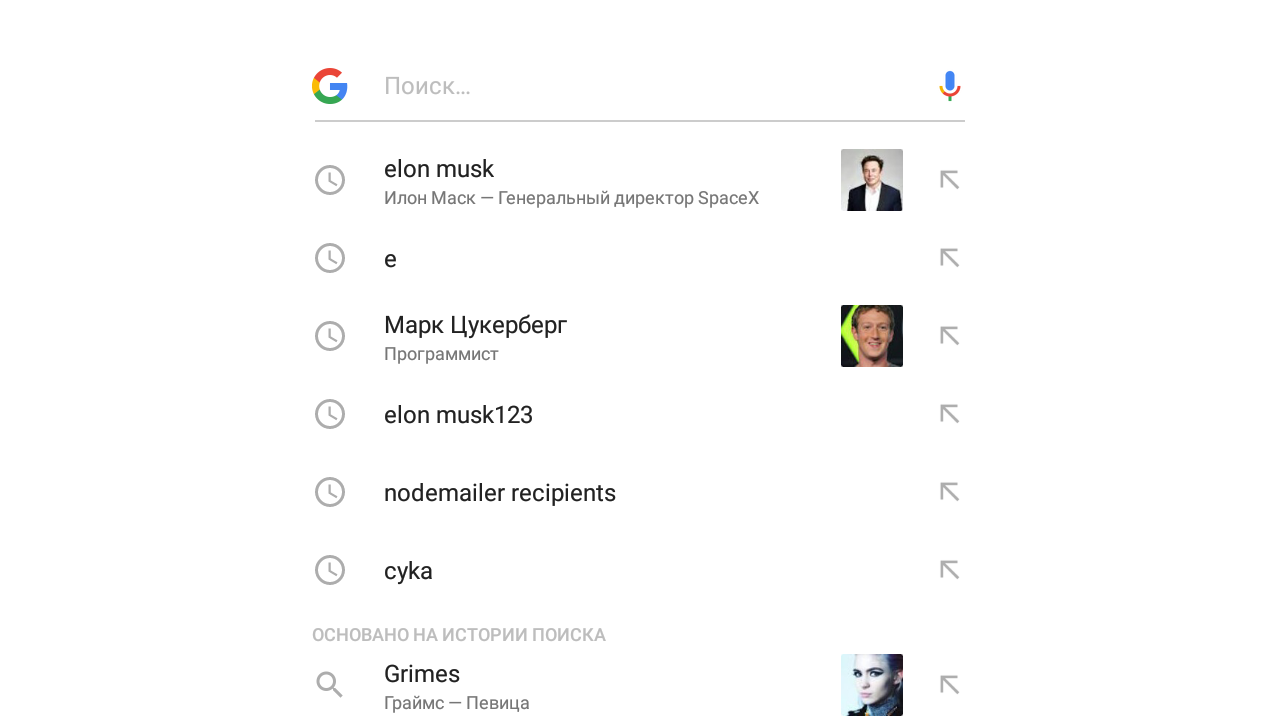 Поиск...
elon musk
Илон Маск — Генеральный директор SpaceX
e
Марк Цукерберг
Программист
elon musk123
nodemailer recipients
cyka
ОСНОВАНО НА ИСТОРИИ ПОИСКА
Grimes
Граймс — Певица